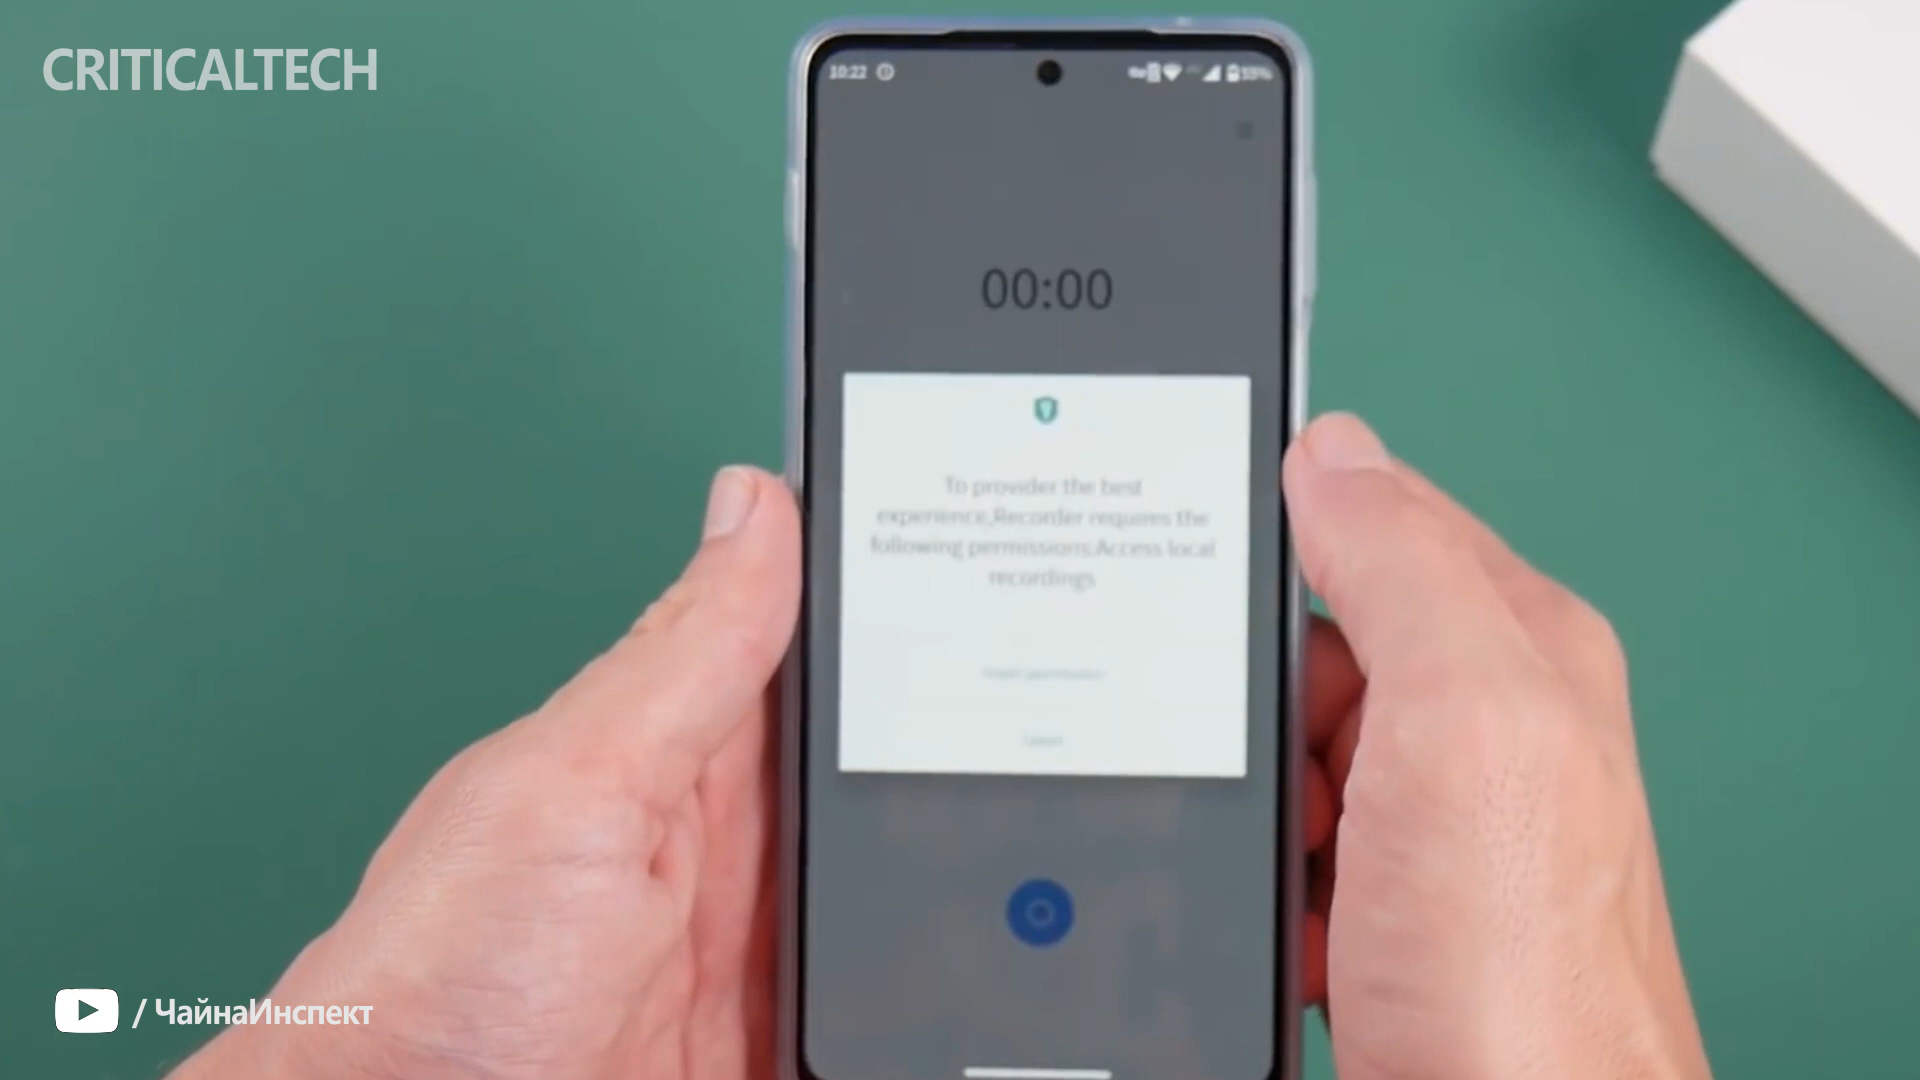 CRITICALTECH
10:22
55%
00:00
To provider the best
experience,Recorder requires the
following permissions:Access local
recordings
/ ЧайнаИнспект